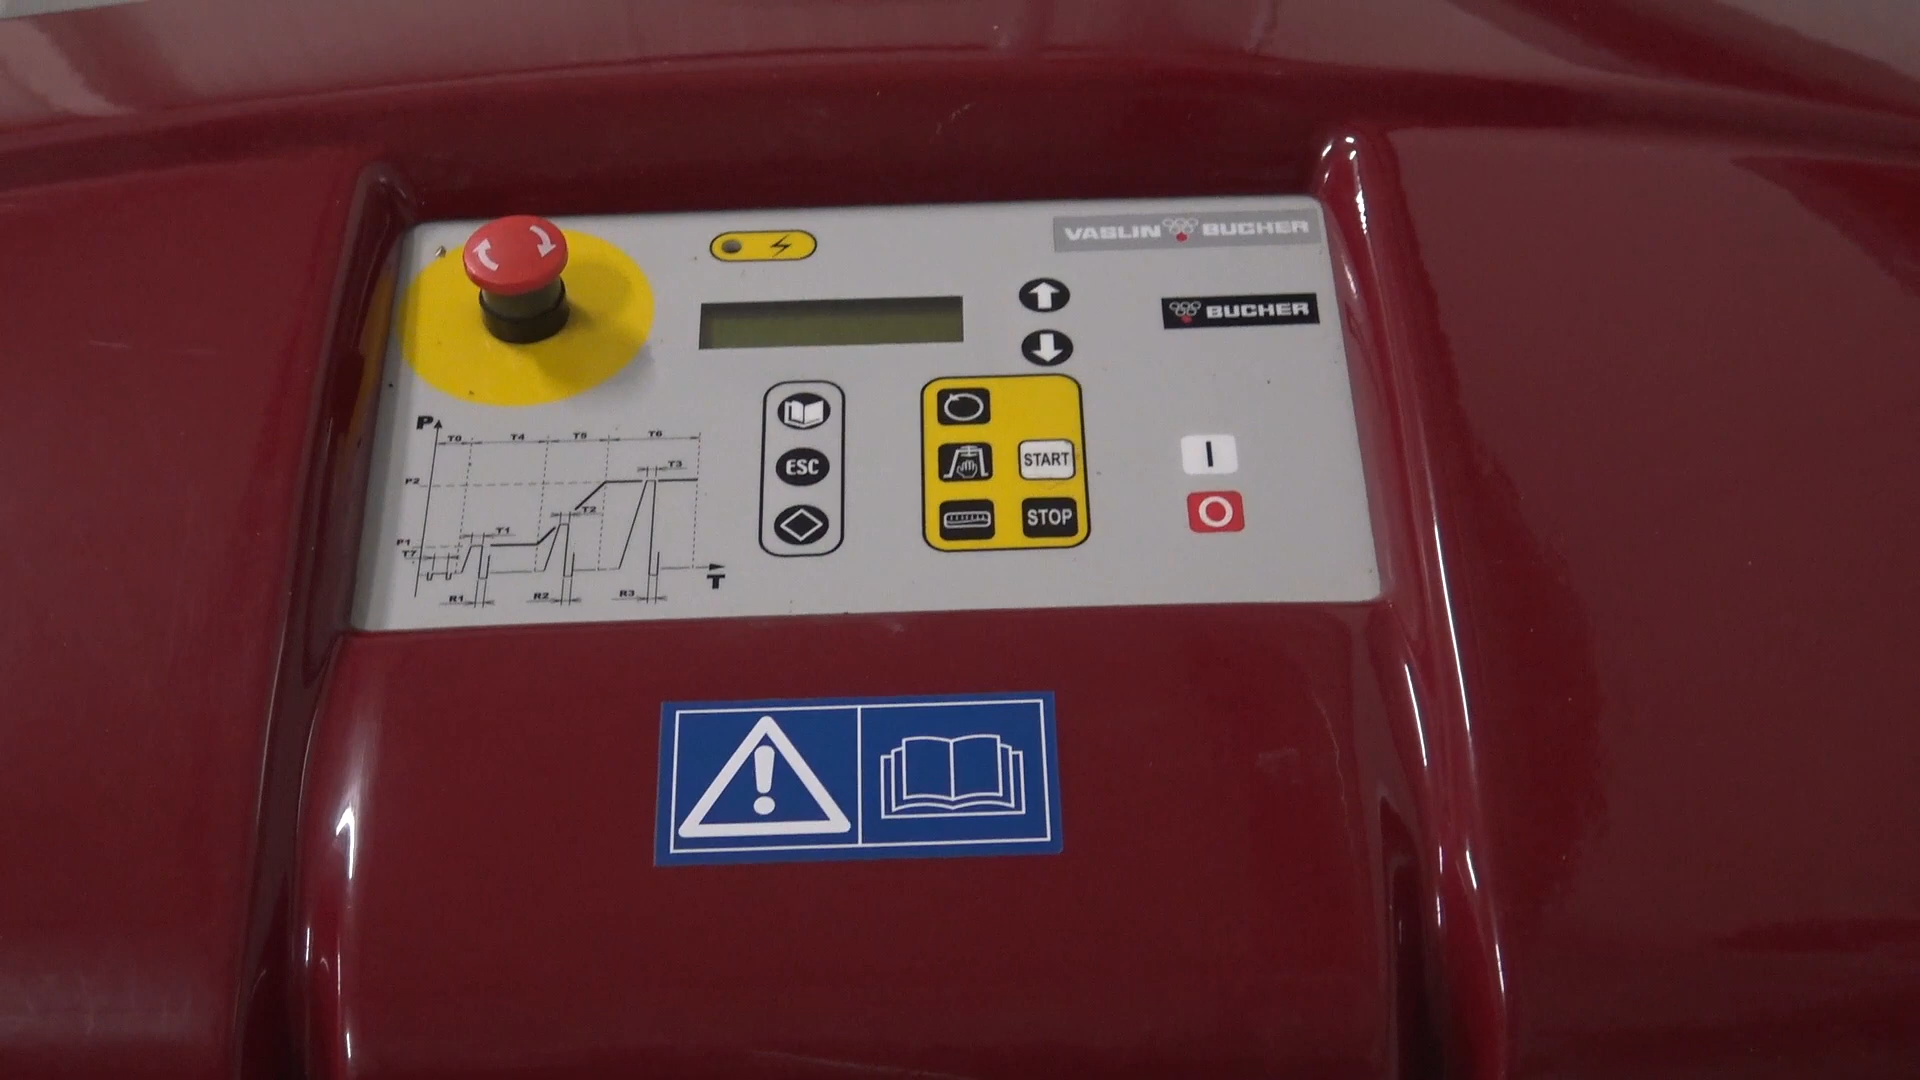 VASLIN BUCHER
BUCHER
ESC
START
STOP
I
O
P
T0 T4 T5 T6
T3
P2
T2
T1
P1
T7
T
R1 R2 R3